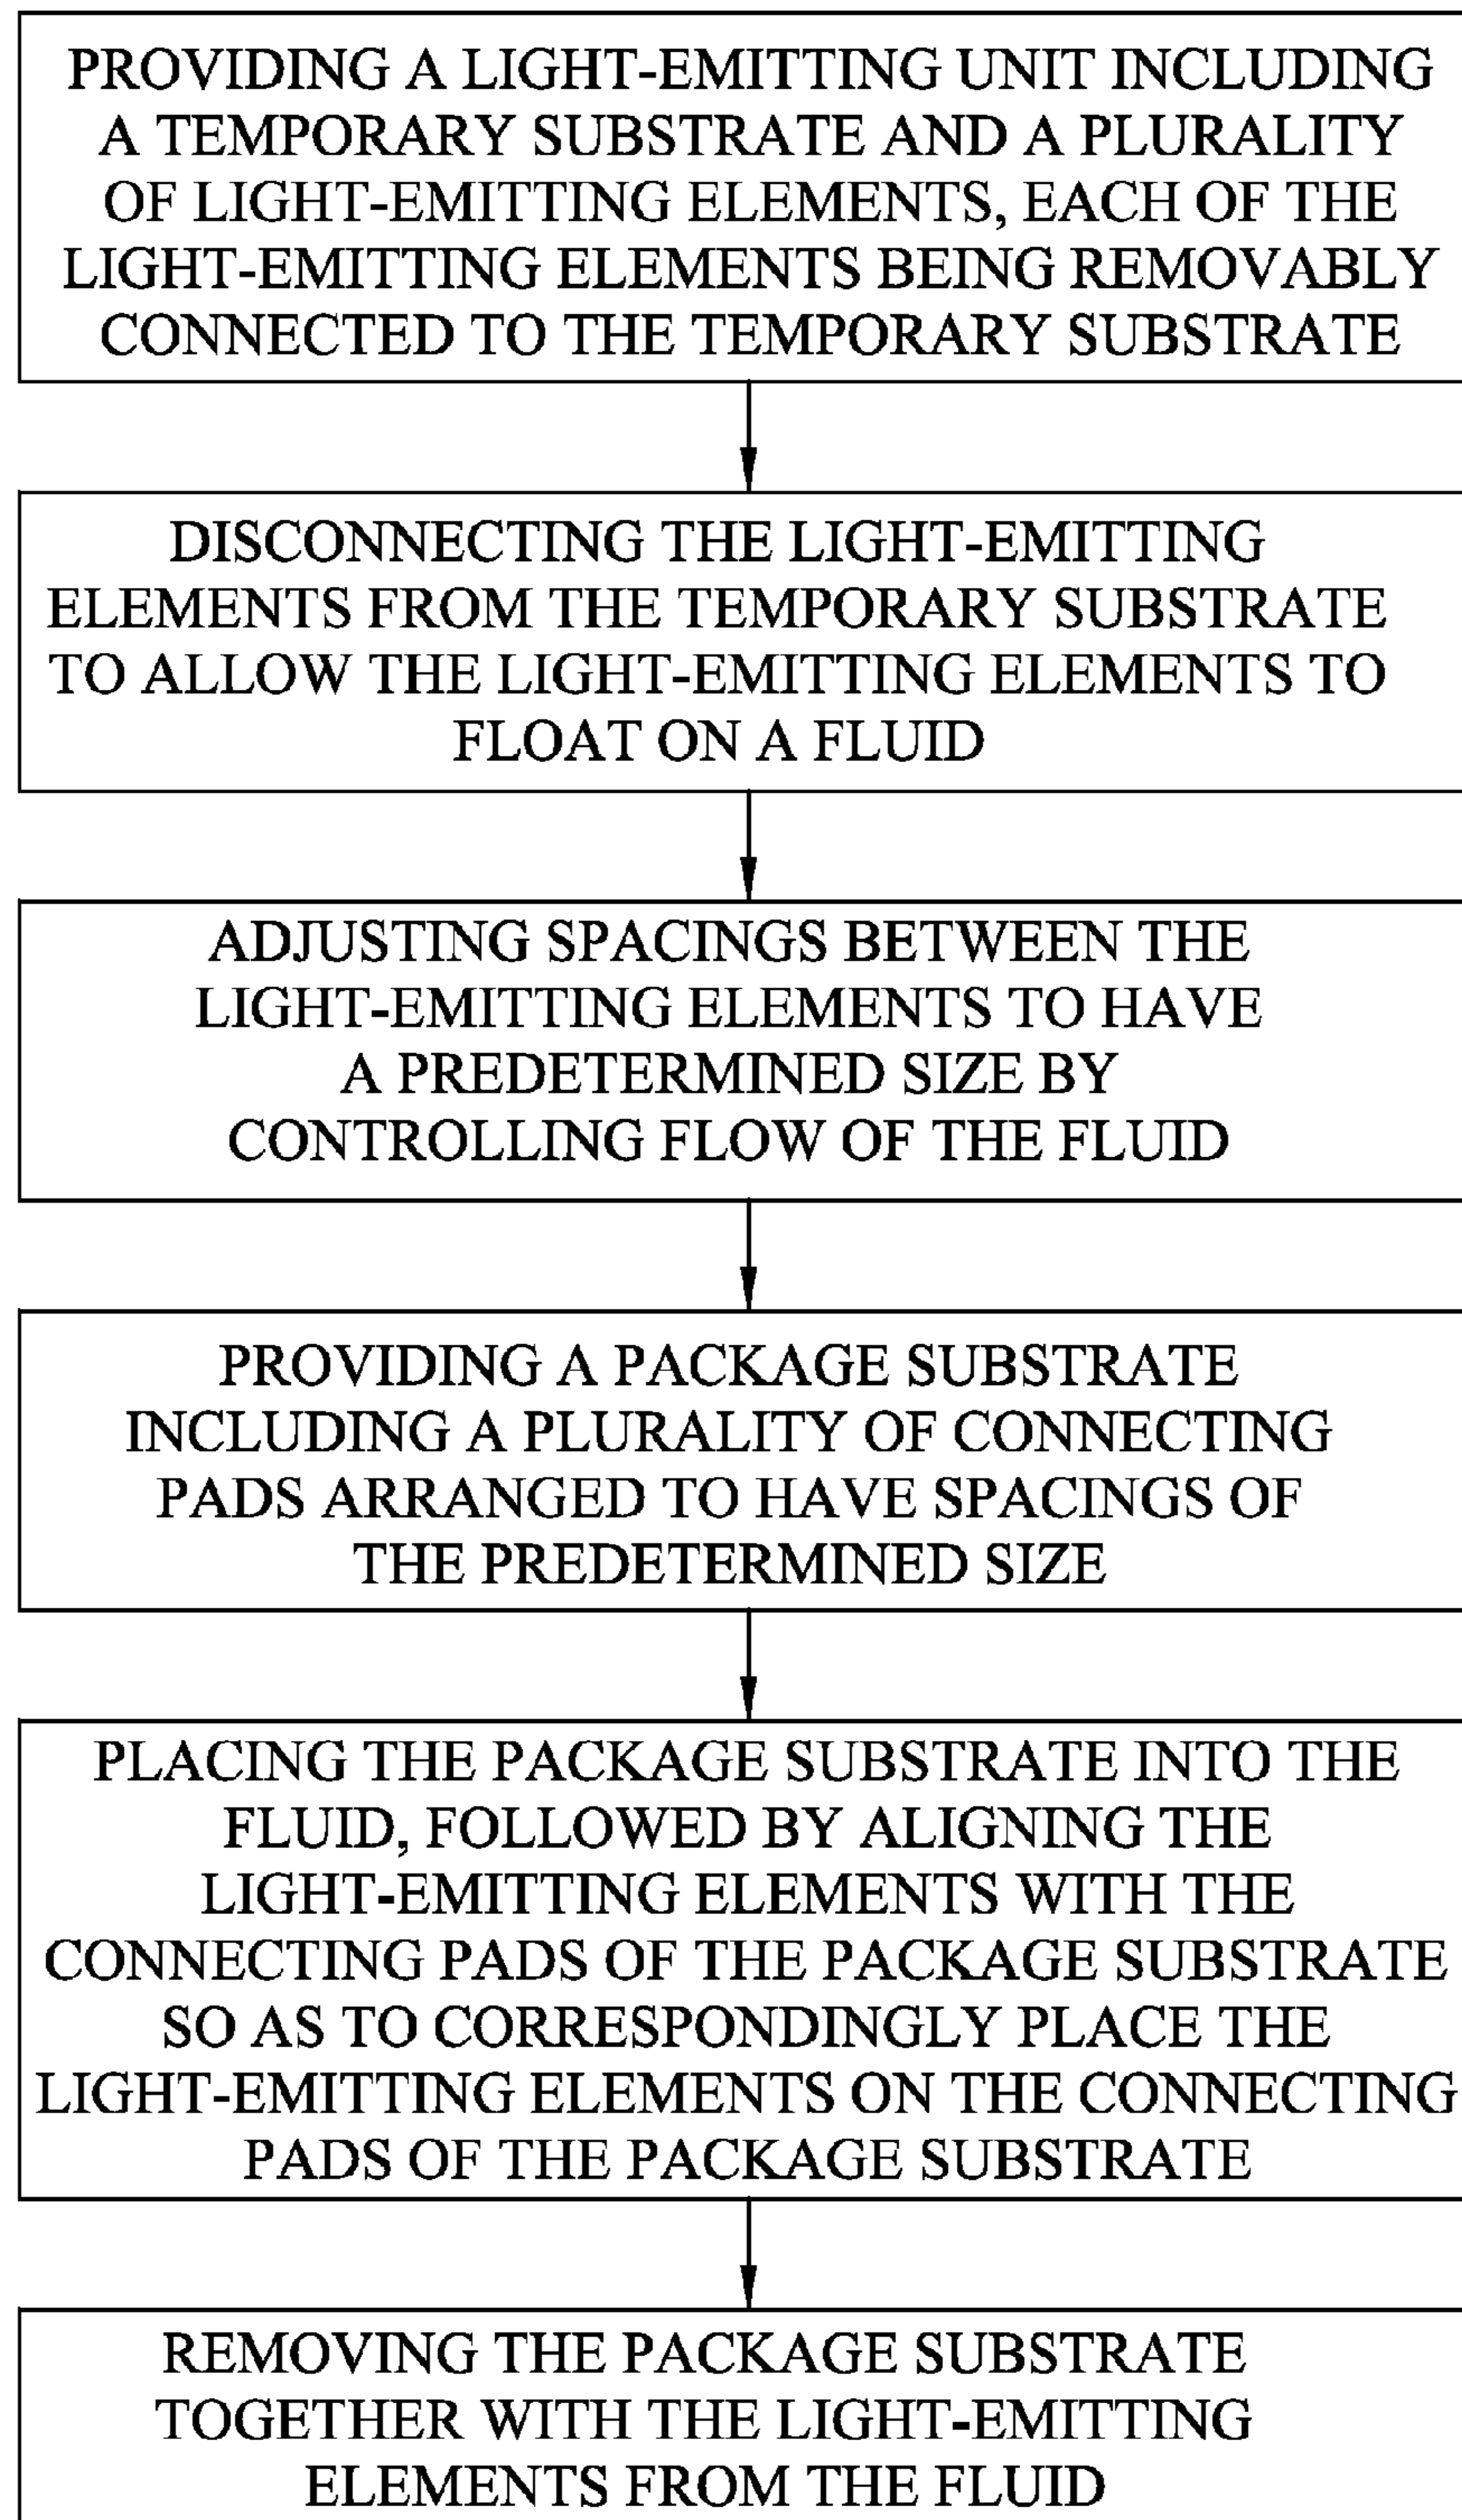 PROVIDING A LIGHT-EMITTING UNIT INCLUDING
A TEMPORARY SUBSTRATE AND A PLURALITY
OF LIGHT-EMITTING ELEMENTS, EACH OF THE
LIGHT-EMITTING ELEMENTS BEING REMOVABLY
CONNECTED TO THE TEMPORARY SUBSTRATE
DISCONNECTING THE LIGHT-EMITTING
ELEMENTS FROM THE TEMPORARY SUBSTRATE
TO ALLOW THE LIGHT-EMITTING ELEMENTS TO
FLOAT ON A FLUID
ADJUSTING SPACINGS BETWEEN THE
LIGHT-EMITTING ELEMENTS TO HAVE
A PREDETERMINED SIZE BY
CONTROLLING FLOW OF THE FLUID
PROVIDING A PACKAGE SUBSTRATE
INCLUDING A PLURALITY OF CONNECTING
PADS ARRANGED TO HAVE SPACINGS OF
THE PREDETERMINED SIZE
PLACING THE PACKAGE SUBSTRATE INTO THE
FLUID, FOLLOWED BY ALIGNING THE
LIGHT-EMITTING ELEMENTS WITH THE
CONNECTING PADS OF THE PACKAGE SUBSTRATE
SO AS TO CORRESPONDINGLY PLACE THE
LIGHT-EMITTING ELEMENTS ON THE CONNECTING
PADS OF THE PACKAGE SUBSTRATE
REMOVING THE PACKAGE SUBSTRATE
TOGETHER WITH THE LIGHT-EMITTING
ELEMENTS FROM THE FLUID